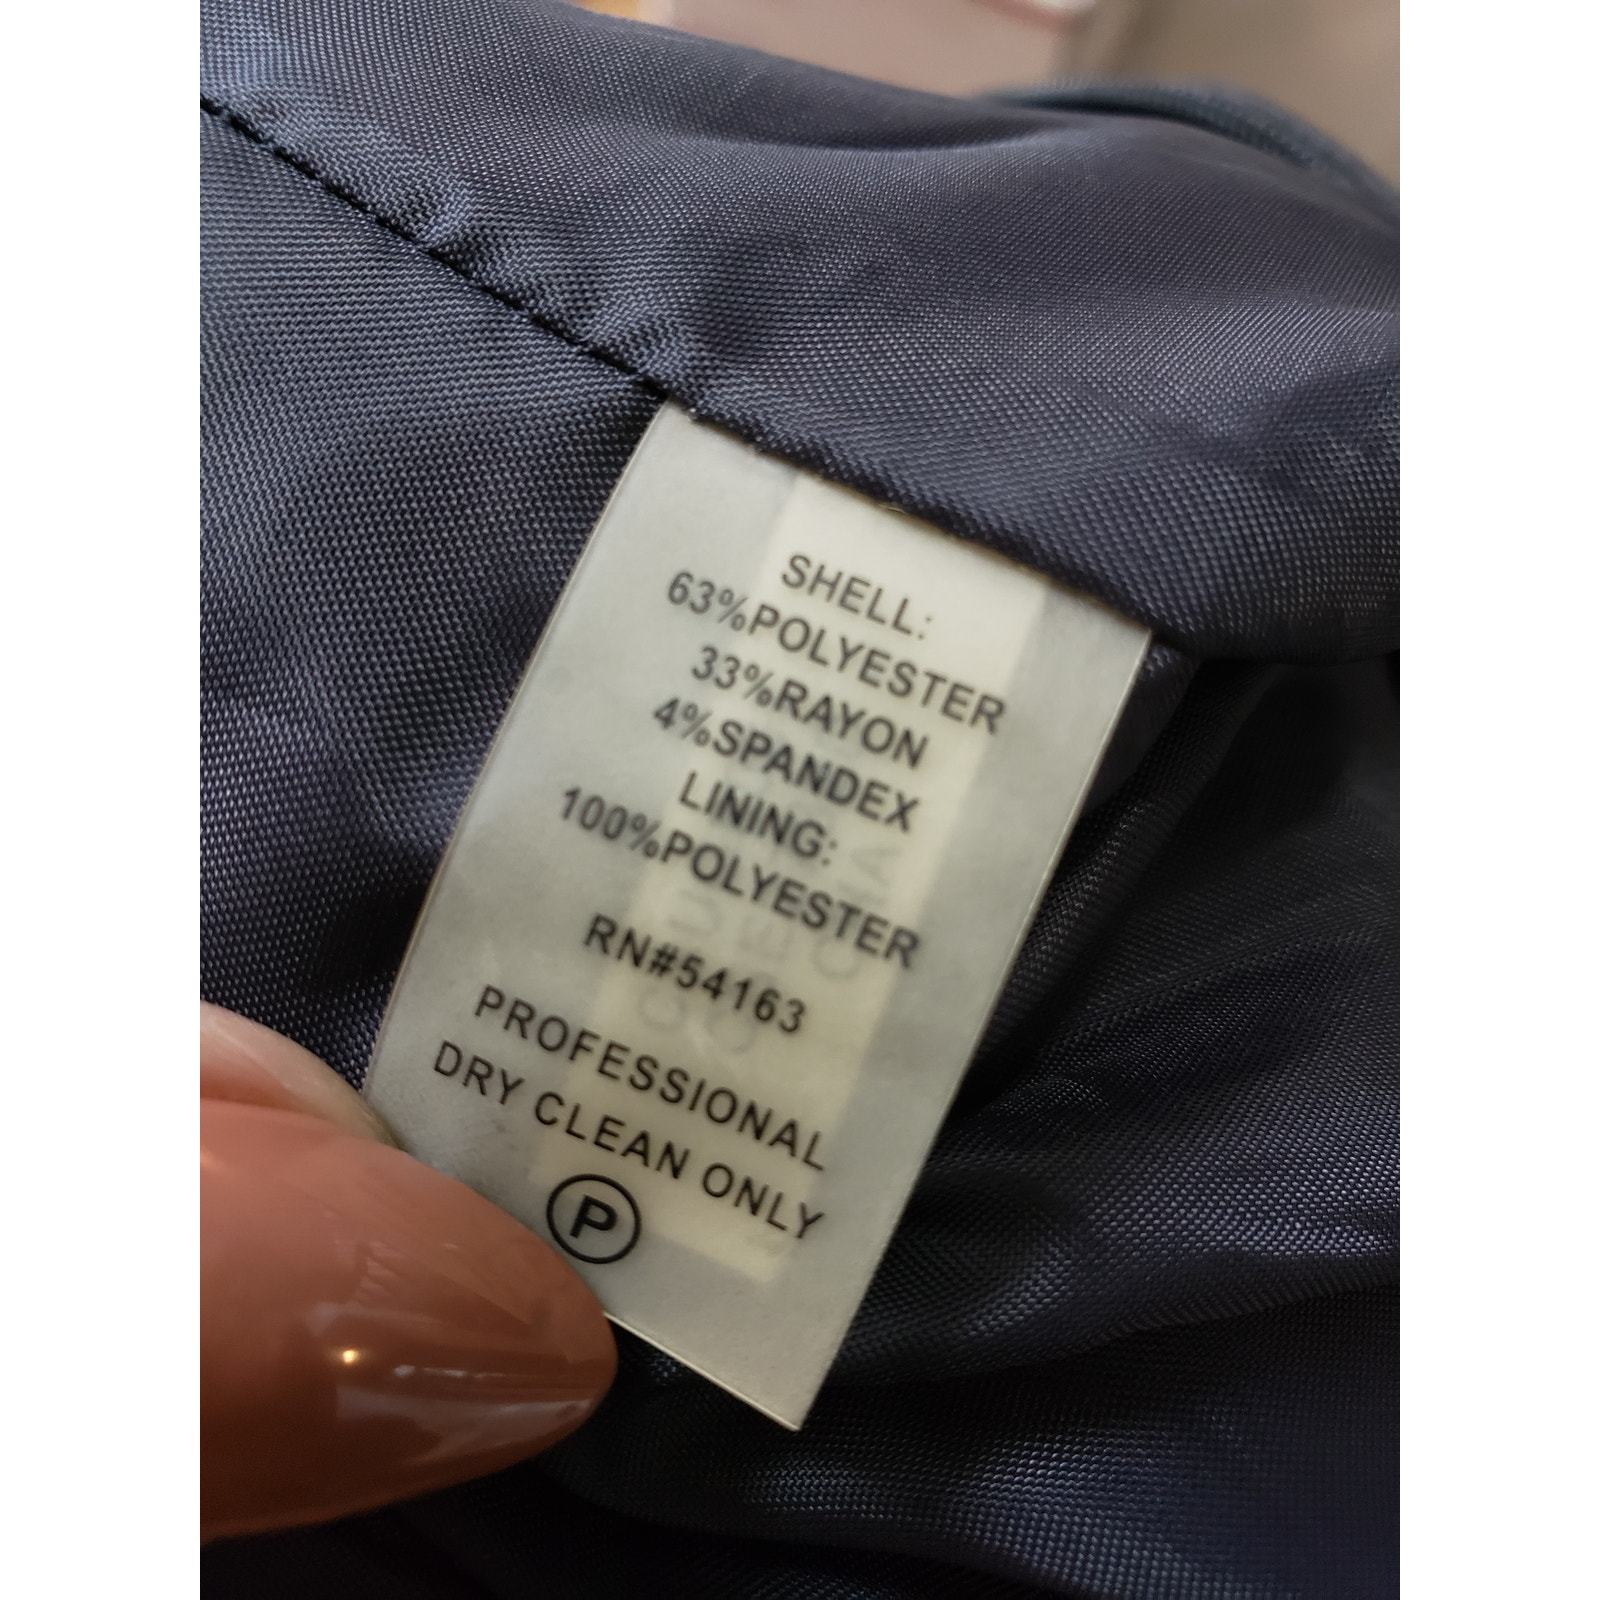 SHELL:
63%POLYESTER
33%RAYON
4%SPANDEX
LINING:
100%POLYESTER
RN#54163
PROFESSIONAL
DRY CLEAN ONLY
P